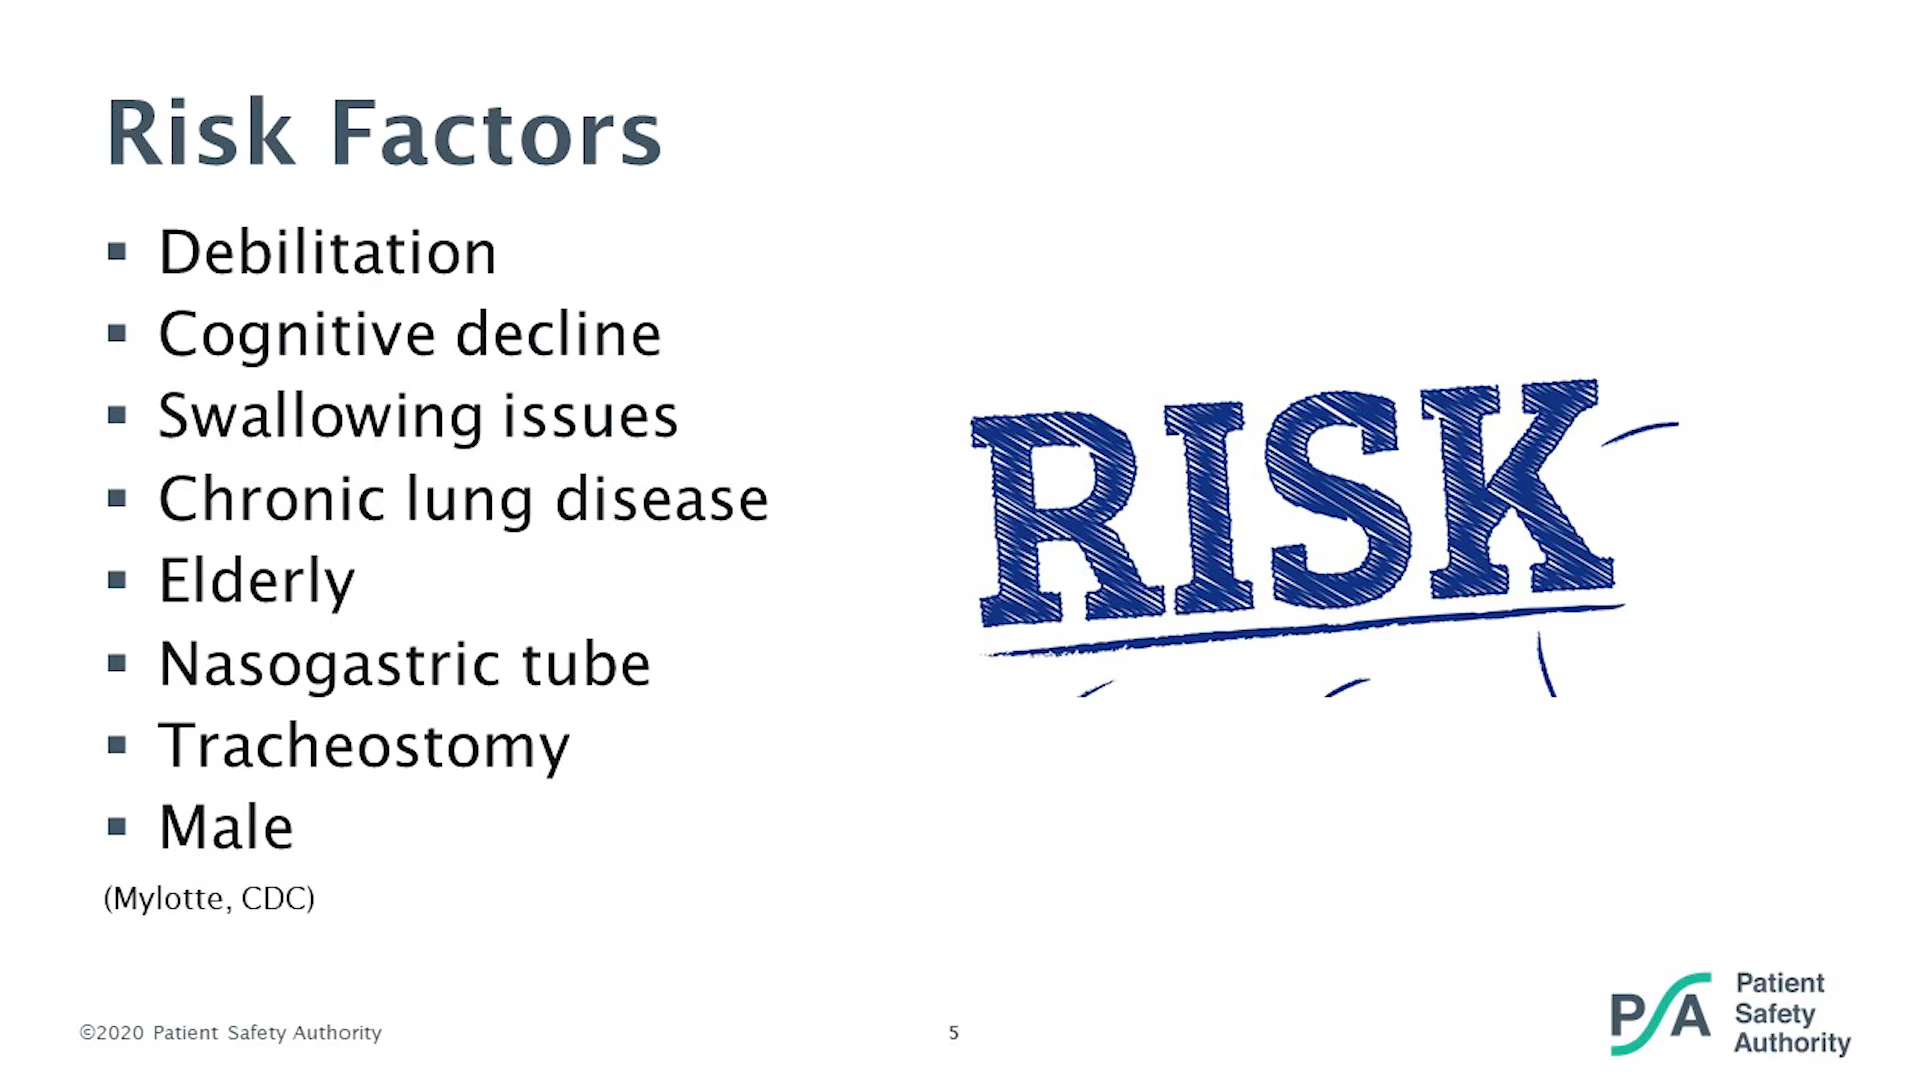 Risk Factors
▪ Debilitation
▪ Cognitive decline
▪ Swallowing issues
▪ Chronic lung disease
▪ Elderly
▪ Nasogastric tube
▪ Tracheostomy
▪ Male
(Mylotte, CDC)
RISK
©2020 Patient Safety Authority
5
PSA
Patient
Safety
Authority